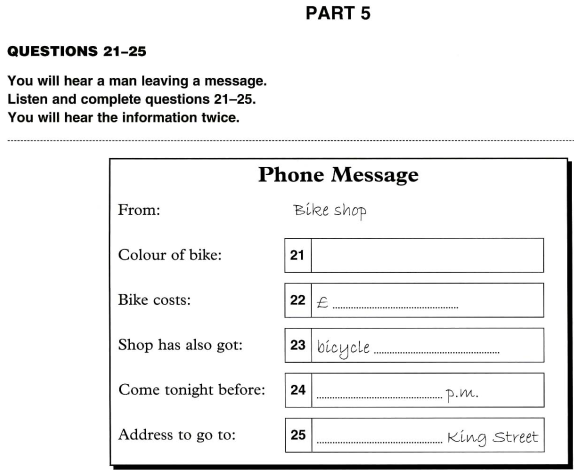 PART 5
QUESTIONS 21–25
You will hear a man leaving a message.
Listen and complete questions 21–25.
You will hear the information twice.
Phone Message
From: Bike shop
Colour of bike: 21
Bike costs: 22 £ ........................................
Shop has also got: 23 bicycle ........................................
Come tonight before: 24 ........................................ p.m.
Address to go to: 25 ........................................ King Street